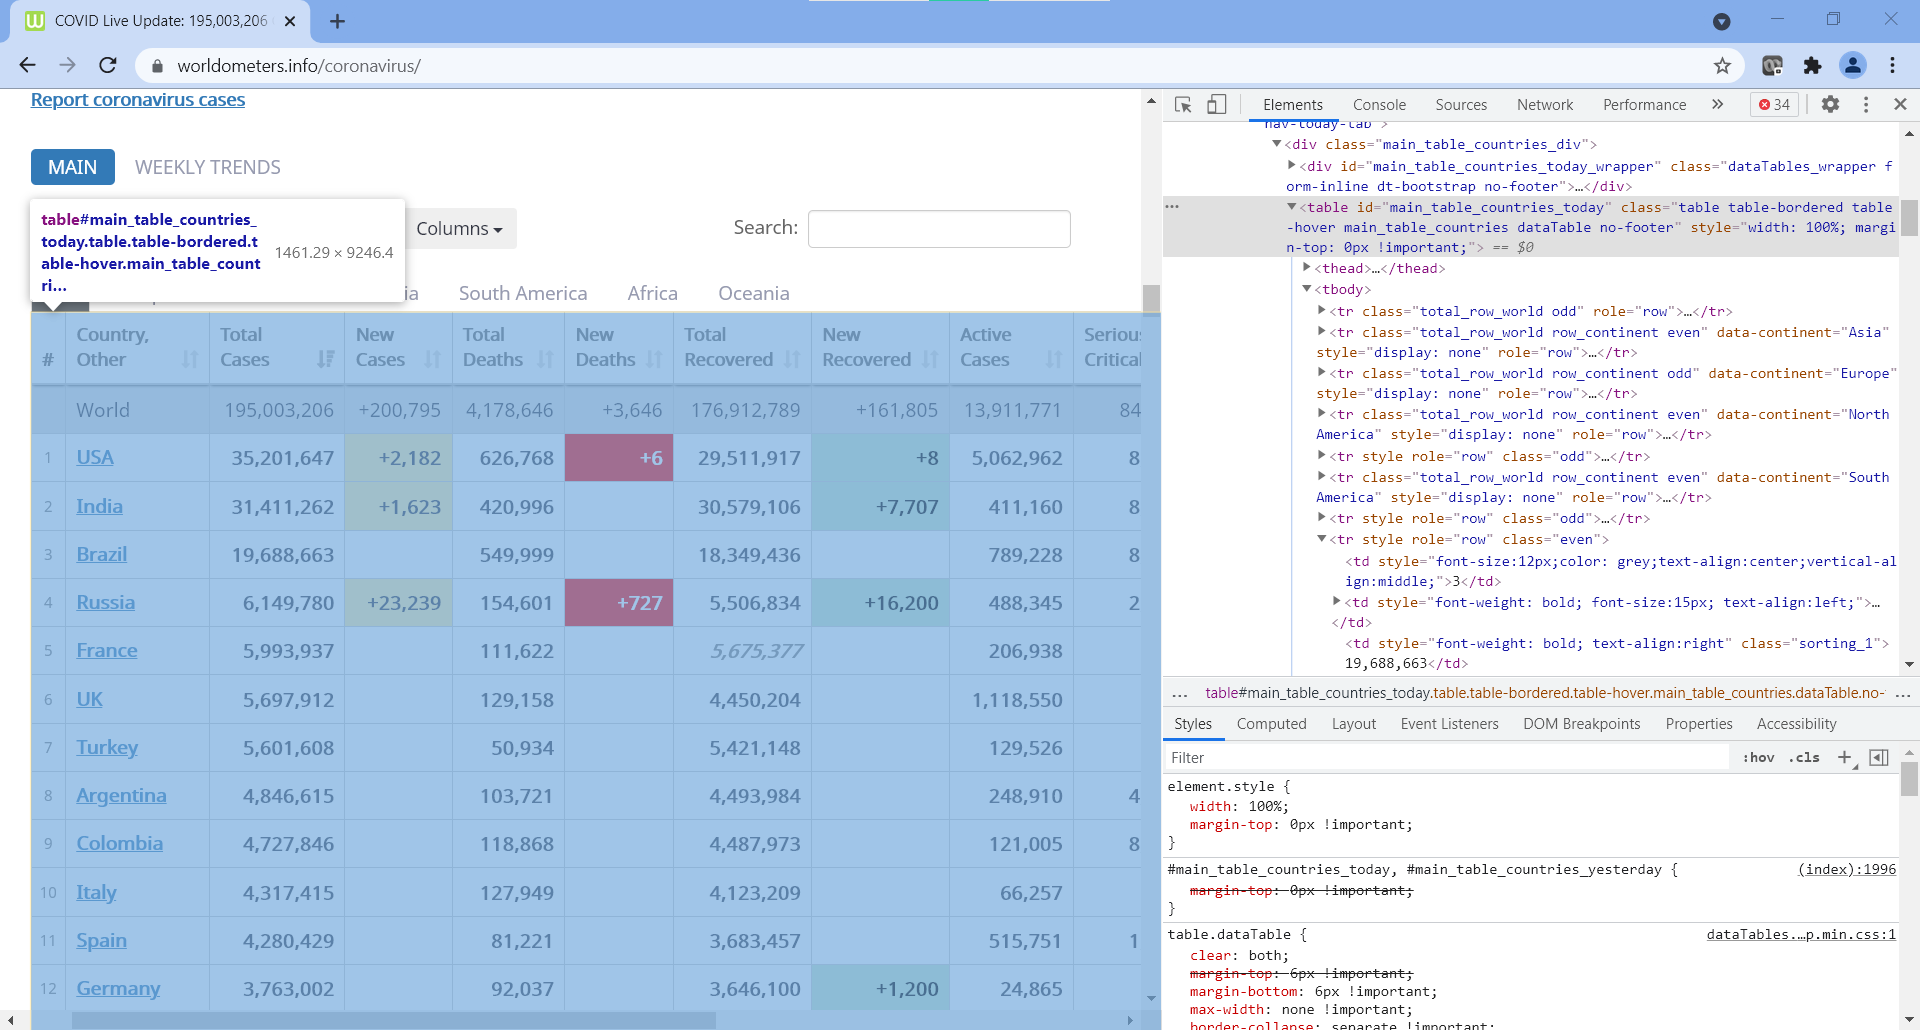 COVID Live Update: 195,003,206
worldometers.info/coronavirus/
Report coronavirus cases
MAIN WEEKLY TRENDS
table#main_table_countries_
today.table.table-bordered.t
able-hover.main_table_count
ri...
1461.29 × 9246.4
Columns
Search:
South America Africa Oceania
# Country, Other Total Cases New Cases Total Deaths New Deaths Total Recovered New Recovered Active Cases Serious Critical
World 195,003,206 +200,795 4,178,646 +3,646 176,912,789 +161,805 13,911,771 84
1 USA 35,201,647 +2,182 626,768 +6 29,511,917 +8 5,062,962 8
2 India 31,411,262 +1,623 420,996 30,579,106 +7,707 411,160 8
3 Brazil 19,688,663 549,999 18,349,436 789,228 8
4 Russia 6,149,780 +23,239 154,601 +727 5,506,834 +16,200 488,345 2
5 France 5,993,937 111,622 5,675,377 206,938
6 UK 5,697,912 129,158 4,450,204 1,118,550
7 Turkey 5,601,608 50,934 5,421,148 129,526
8 Argentina 4,846,615 103,721 4,493,984 248,910 4
9 Colombia 4,727,846 118,868 4,487,973 121,005 8
10 Italy 4,317,415 127,949 4,123,209 66,257
11 Spain 4,280,429 81,221 3,683,457 515,751 1
12 Germany 3,763,002 92,037 3,646,100 +1,200 24,865
Elements Console Sources Network Performance » 34
nav-today-tab">
<div class="main_table_countries_div">
<div id="main_table_countries_today_wrapper" class="dataTables_wrapper f
orm-inline dt-bootstrap no-footer">…</div>
<table id="main_table_countries_today" class="table table-bordered table
-hover main_table_countries dataTable no-footer" style="width: 100%; margi
n-top: 0px !important;"> == $0
<thead>…</thead>
<tbody>
<tr class="total_row_world odd" role="row">…</tr>
<tr class="total_row_world row_continent even" data-continent="Asia"
style="display: none" role="row">…</tr>
<tr class="total_row_world row_continent odd" data-continent="Europe"
style="display: none" role="row">…</tr>
<tr class="total_row_world row_continent even" data-continent="North
America" style="display: none" role="row">…</tr>
<tr style role="row" class="odd">…</tr>
<tr class="total_row_world row_continent even" data-continent="South
America" style="display: none" role="row">…</tr>
<tr style role="row" class="odd">…</tr>
<tr style role="row" class="even">
<td style="font-size:12px;color: grey;text-align:center;vertical-al
ign:middle;">3</td>
<td style="font-weight: bold; font-size:15px; text-align:left;">…
</td>
<td style="font-weight: bold; text-align:right" class="sorting_1">
19,688,663</td>
... table#main_table_countries_today.table.table-bordered.table-hover.main_table_countries.dataTable.no- ...
Styles Computed Layout Event Listeners DOM Breakpoints Properties Accessibility
Filter :hov .cls +
element.style {
width: 100%;
margin-top: 0px !important;
}
#main_table_countries_today, #main_table_countries_yesterday { (index):1996
margin-top: 0px !important;
}
table.dataTable { dataTables.…p.min.css:1
clear: both;
margin-top: 6px !important;
margin-bottom: 6px !important;
max-width: none !important;
border-collapse: separate !important;